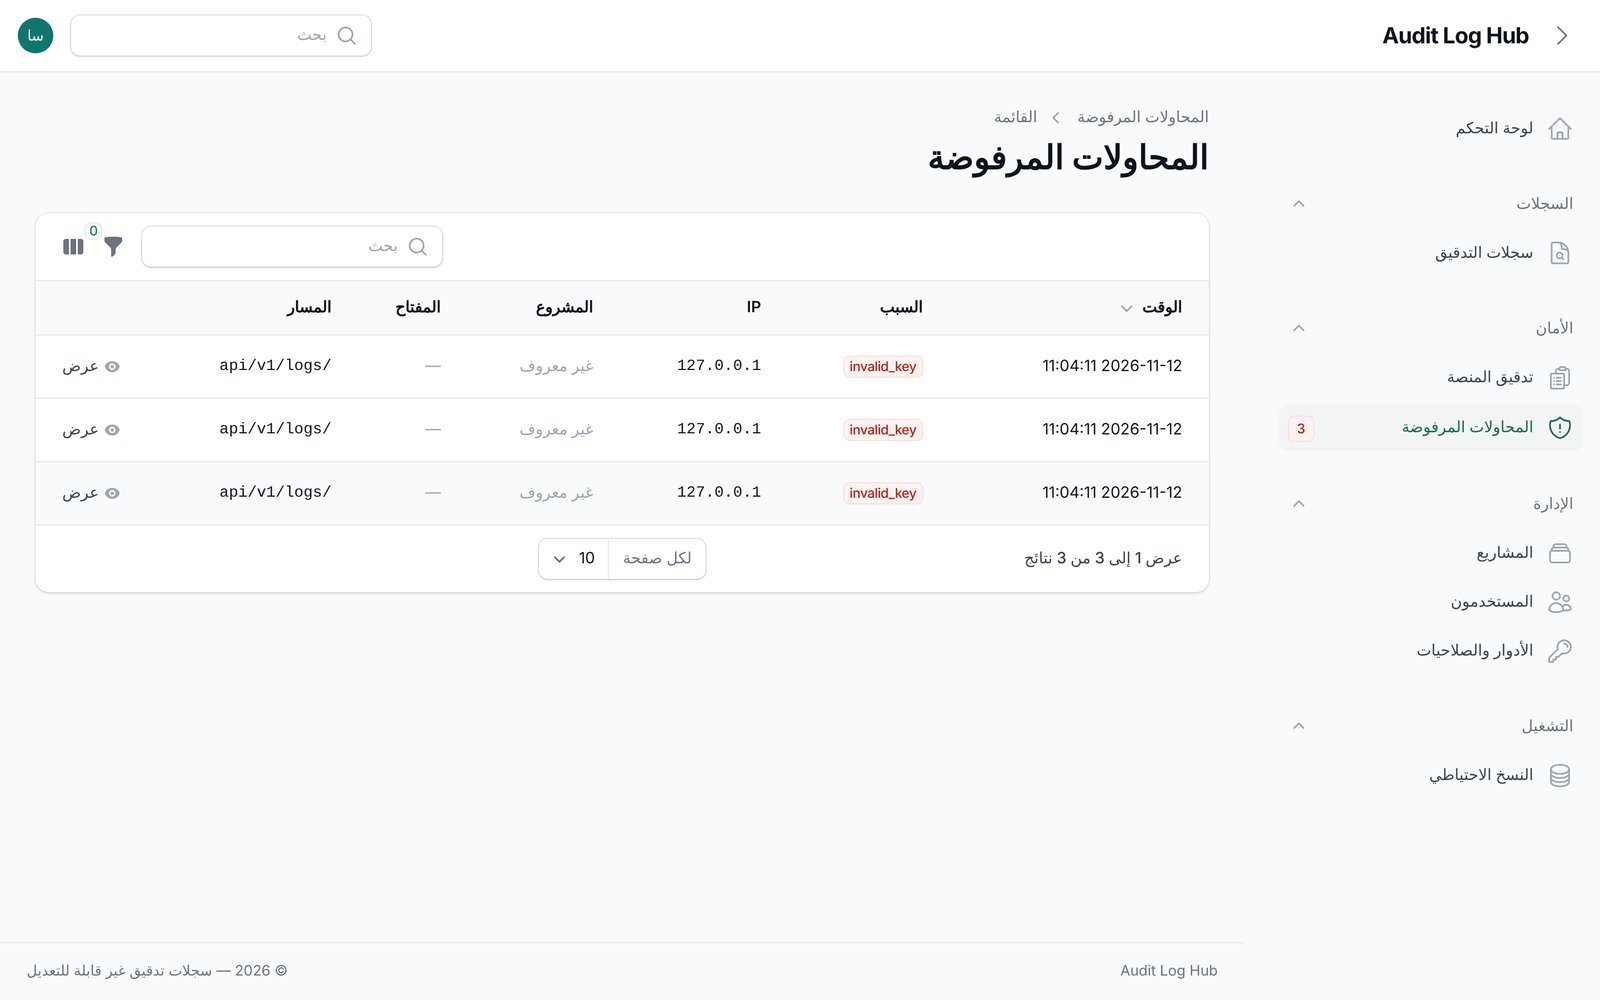 Audit Log Hub
بحث
سا
لوحة التحكم
السجلات
سجلات التدقيق
الأمان
تدقيق المنصة
المحاولات المرفوضة 3
الإدارة
المشاريع
المستخدمون
الأدوار والصلاحيات
التشغيل
النسخ الاحتياطي
المحاولات المرفوضة القائمة
المحاولات المرفوضة
بحث
0
الوقت السبب IP المشروع المفتاح المسار
11:04:11 2026-11-12 invalid_key 127.0.0.1 غير معروف — api/v1/logs/ عرض
11:04:11 2026-11-12 invalid_key 127.0.0.1 غير معروف — api/v1/logs/ عرض
11:04:11 2026-11-12 invalid_key 127.0.0.1 غير معروف — api/v1/logs/ عرض
عرض 1 إلى 3 من 3 نتائج
لكل صفحة 10
Audit Log Hub
© 2026 — سجلات تدقيق غير قابلة للتعديل